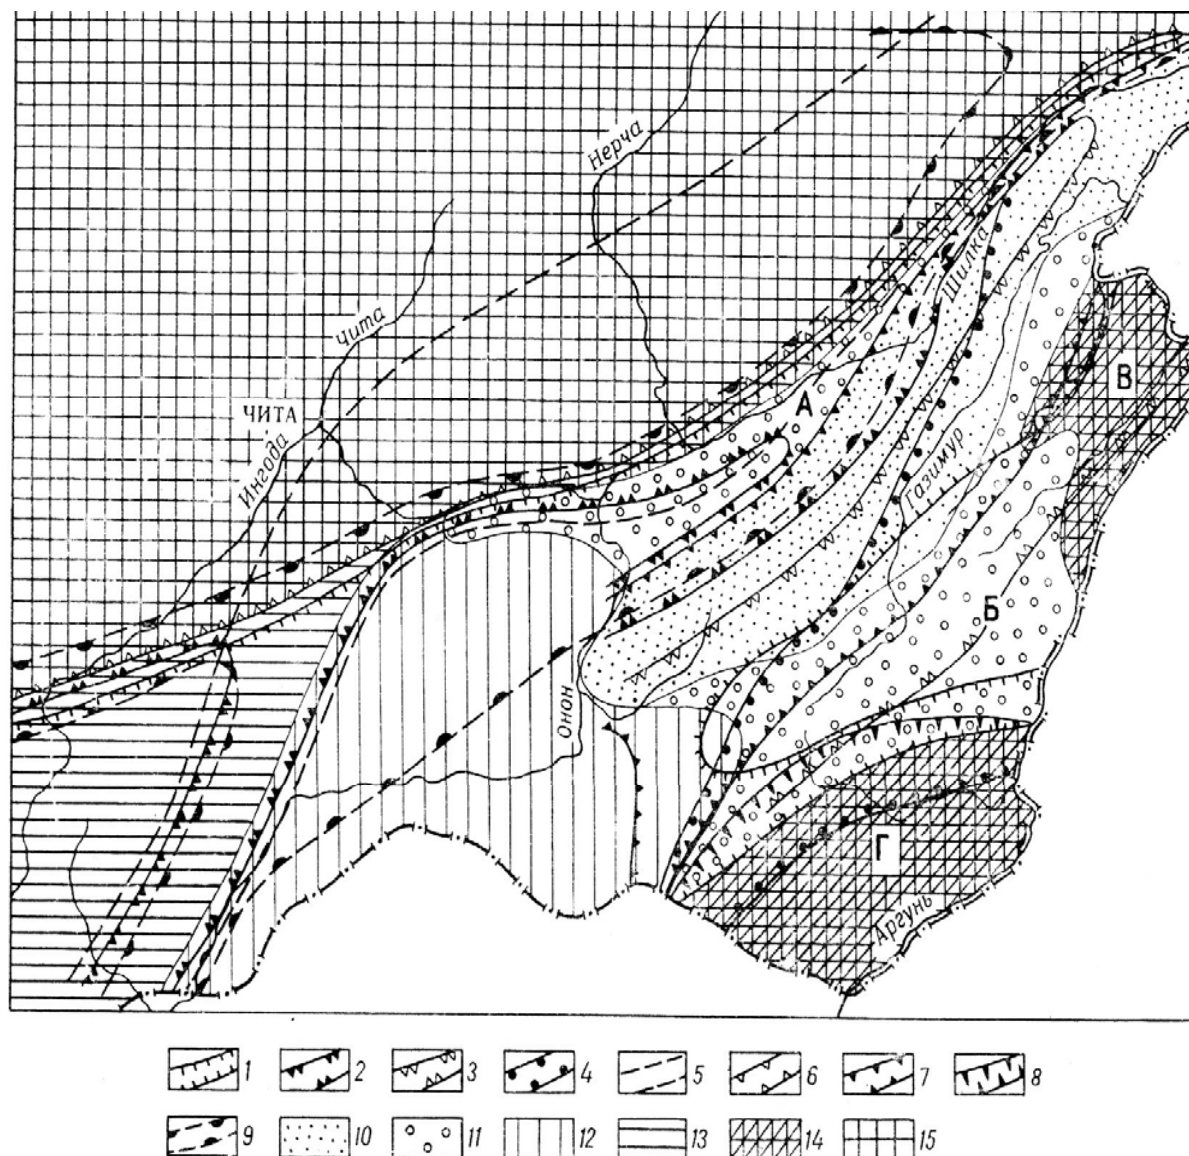 Нерча
Шилка
Чита
В
ЧИТА
А
Ингода
Газимур
Б
Онон
Г
Аргунь
1 2 3 4 5 6 7 8
9 10 11 12 13 14 15